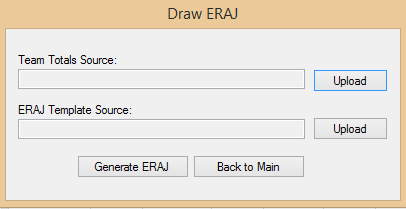 Draw ERAJ
Team Totals Source:
Upload
ERAJ Template Source:
Upload
Generate ERAJ
Back to Main